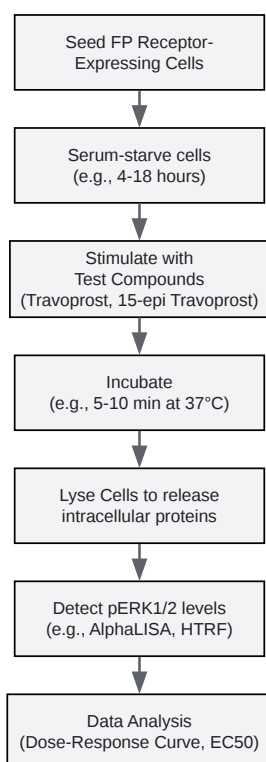 Seed FP Receptor-
Expressing Cells
Serum-starve cells
(e.g., 4-18 hours)
Stimulate with
Test Compounds
(Travoprost, 15-epi Travoprost)
Incubate
(e.g., 5-10 min at 37°C)
Lyse Cells to release
intracellular proteins
Detect pERK1/2 levels
(e.g., AlphaLISA, HTRF)
Data Analysis
(Dose-Response Curve, EC50)